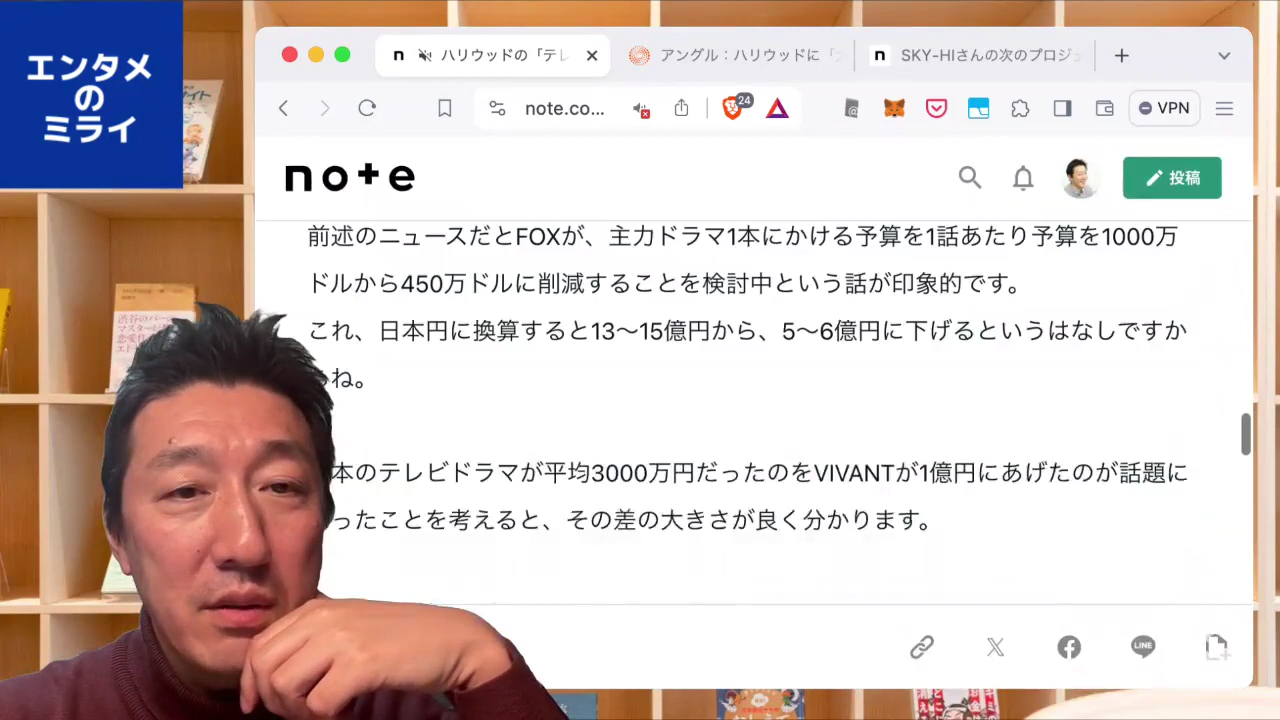 エンタメ
の
ミライ
ハリウッドの「テレ
アングル：ハリウッドに「
SKY-HIさんの次のプロジェ
note.co...
24
VPN
note
投稿
前述のニュースだとFOXが、主力ドラマ1本にかける予算を1話あたり予算を1000万
ドルから450万ドルに削減することを検討中という話が印象的です。
これ、日本円に換算すると13〜15億円から、5〜6億円に下げるというはなしですか
ね。
本のテレビドラマが平均3000万円だったのをVIVANTが1億円にあげたのが話題に
ったことを考えると、その差の大きさが良く分かります。
LINE